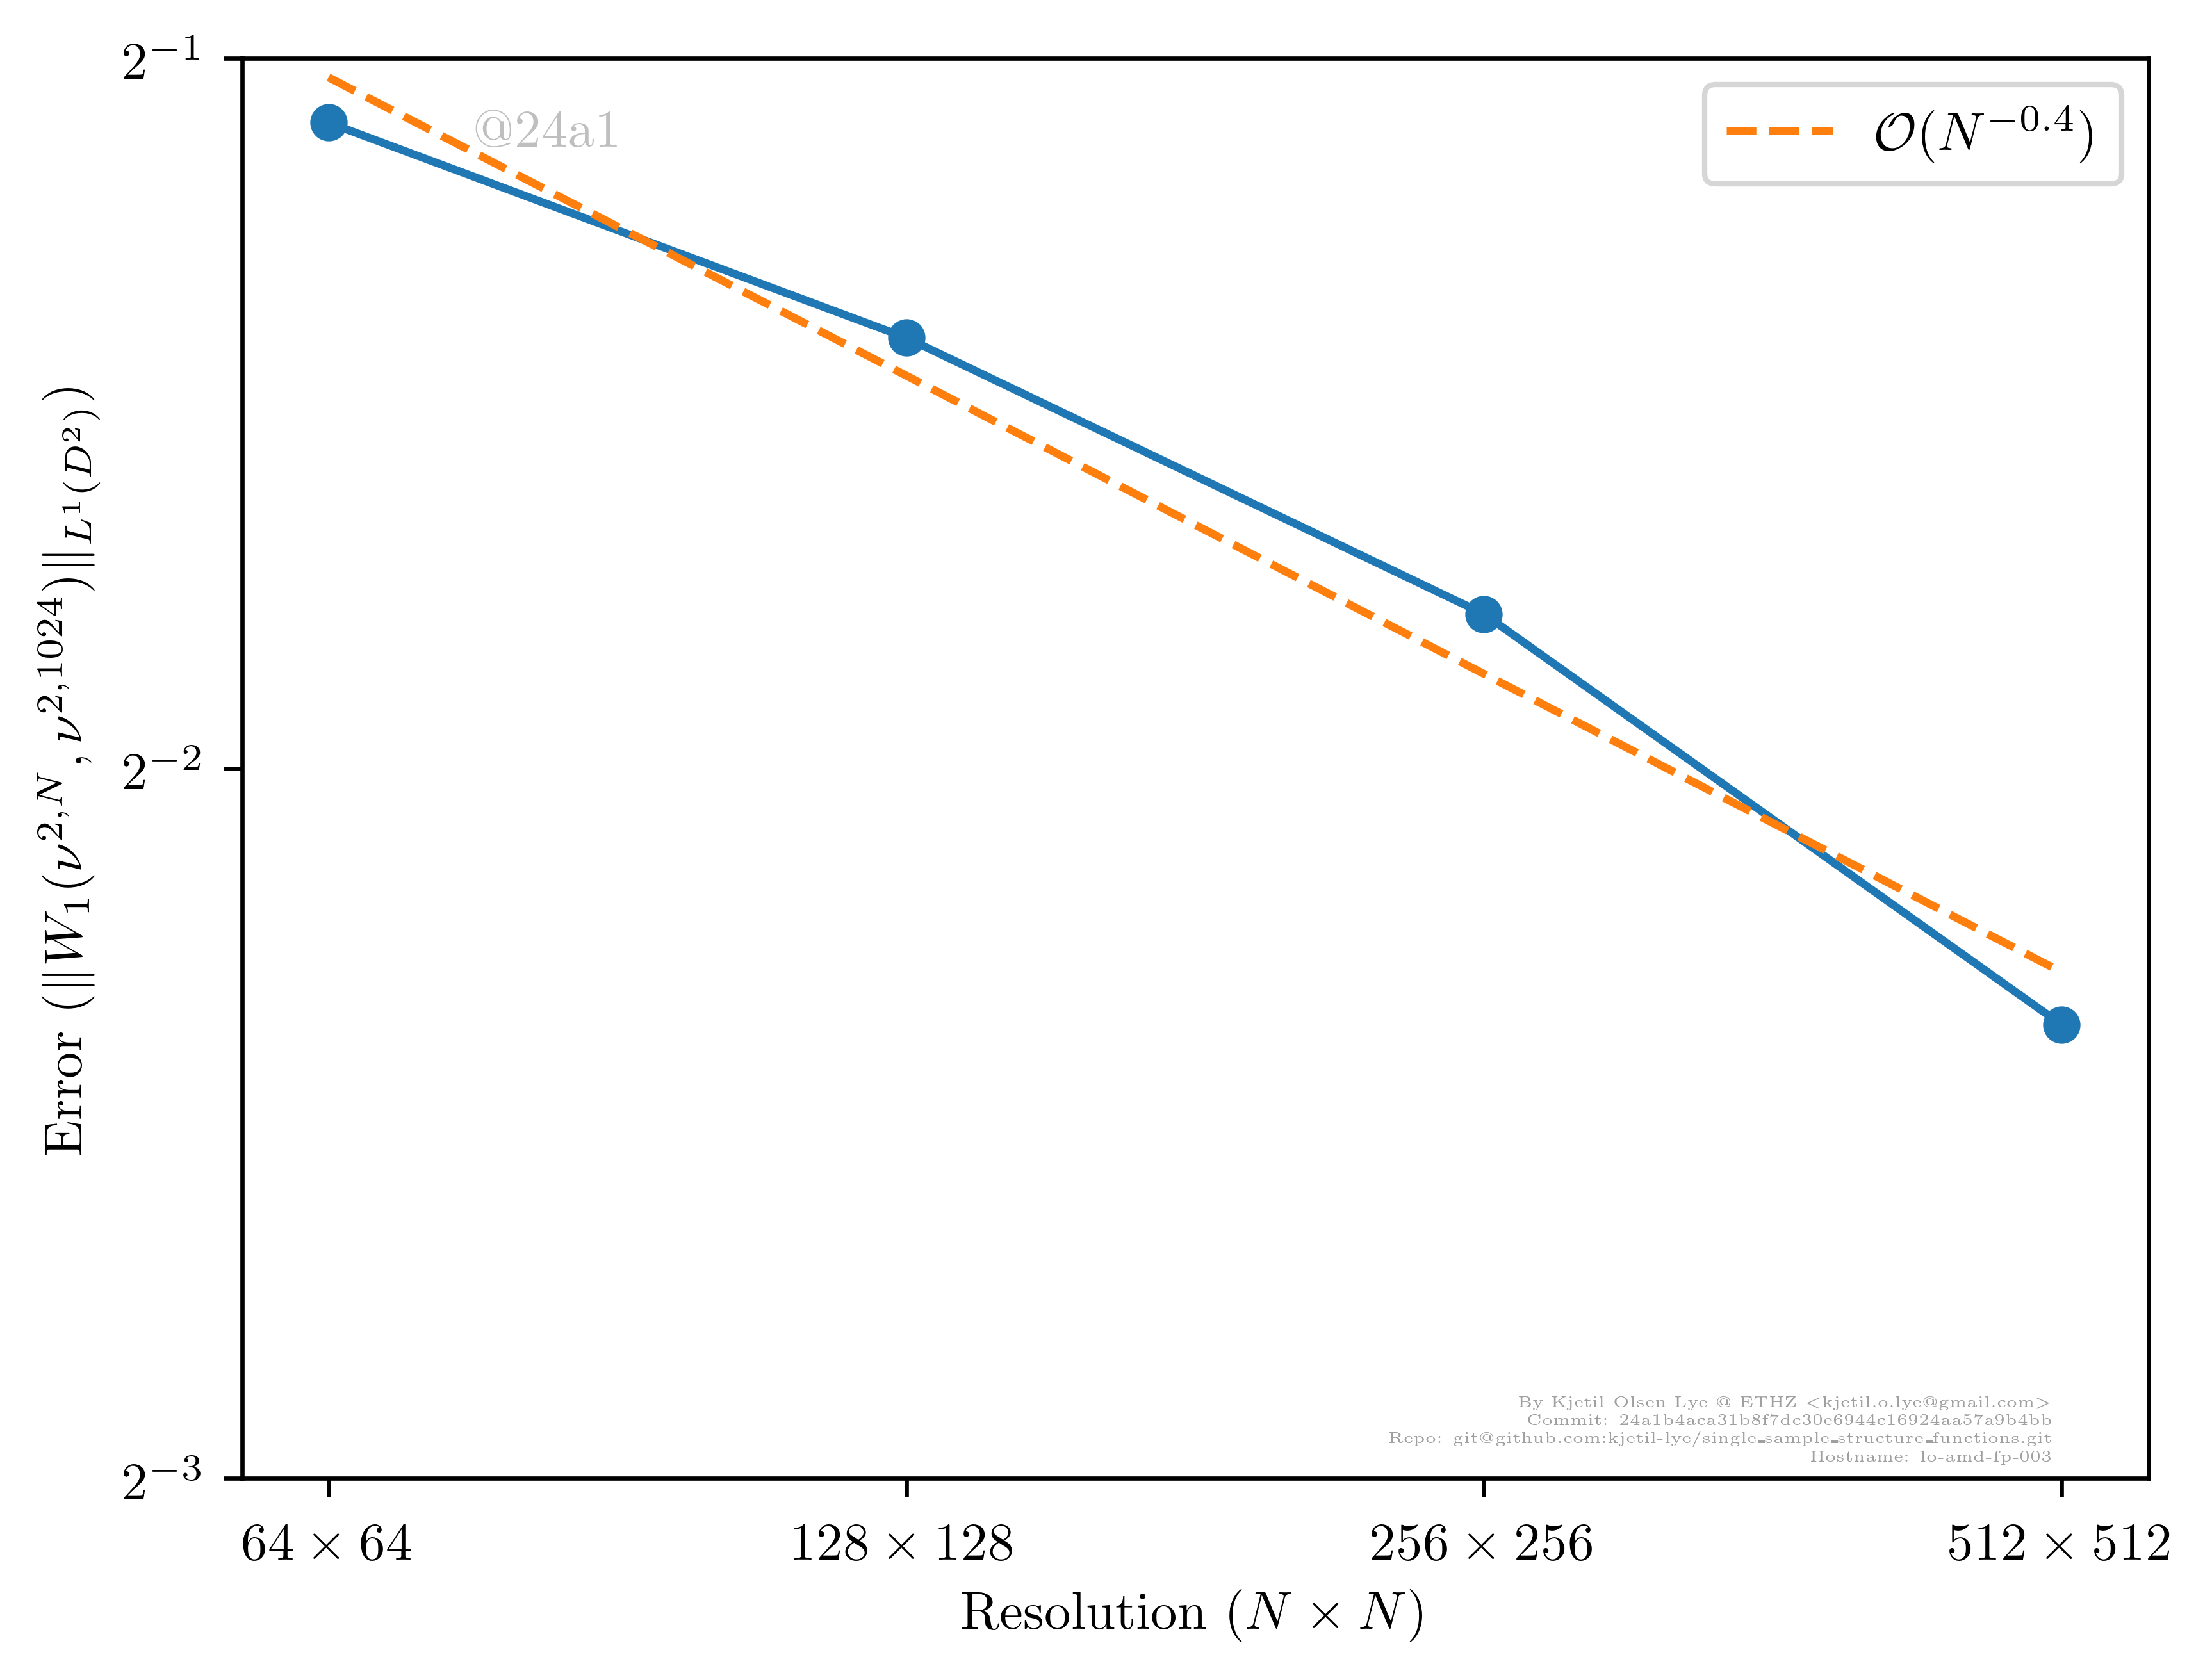 2^{-1}
@24a1
\mathcal{O}(N^{-0.4})
Error (||W_1(ν^{2,N}, ν^{2,1024})||_{L^1(D^2)})
2^{-2}
2^{-3}
By Kjetil Olsen Lye @ ETHZ <kjetil.o.lye@gmail.com>
Commit: 24a1b4aca31b8f7dc30e6944c16924aa57a9b4bb
Repo: git@github.com:kjetil-lye/single_sample_structure_functions.git
Hostname: lo-amd-fp-003
64 × 64
128 × 128
256 × 256
512 × 512
Resolution (N × N)